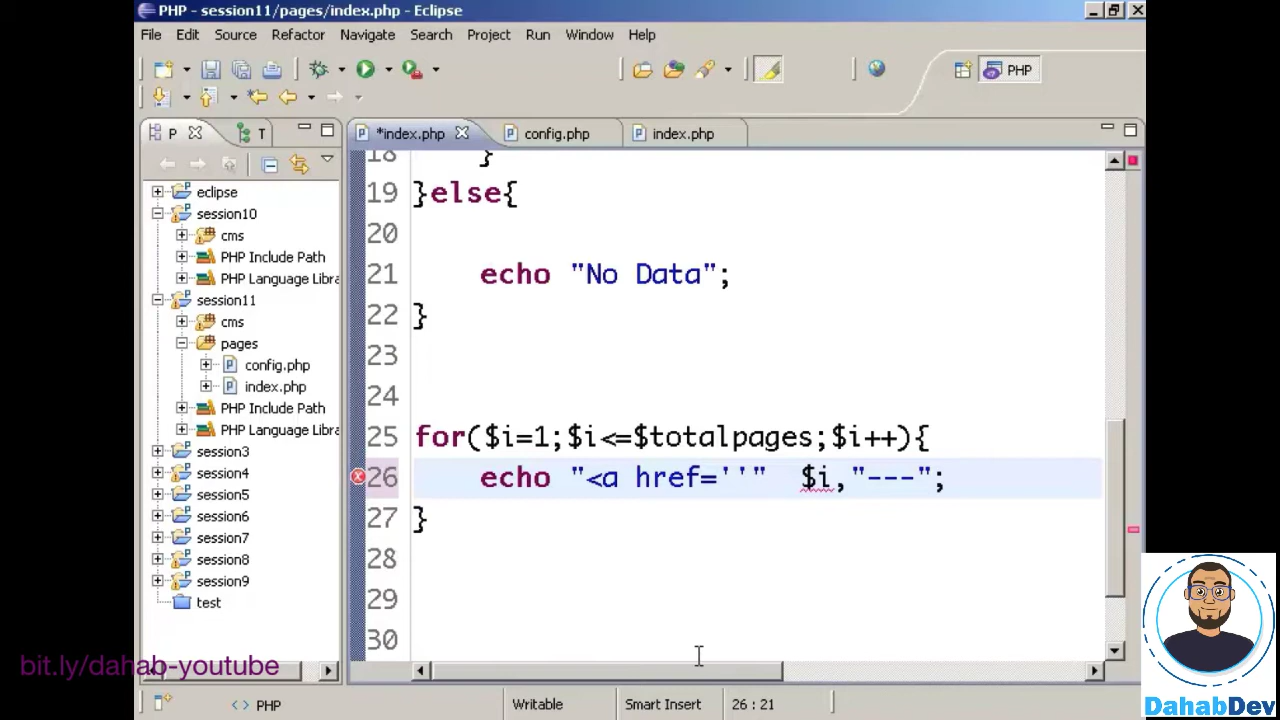 PHP - session11/pages/index.php - Eclipse
File Edit Source Refactor Navigate Search Project Run Window Help
PHP
P T *index.php config.php index.php
eclipse
session10
cms
PHP Include Path
PHP Language Libra
session11
cms
pages
config.php
index.php
PHP Include Path
PHP Language Libra
session3
session4
session5
session6
session7
session8
session9
test
18 }
19 }else{
20
21 echo "No Data";
22 }
23
24
25 for($i=1;$i<=$totalpages;$i++){
26 echo "<a href=''" $i,"---";
27 }
28
29
30
bit.ly/dahab-youtube
PHP Writable Smart Insert 26 : 21
DahabDev